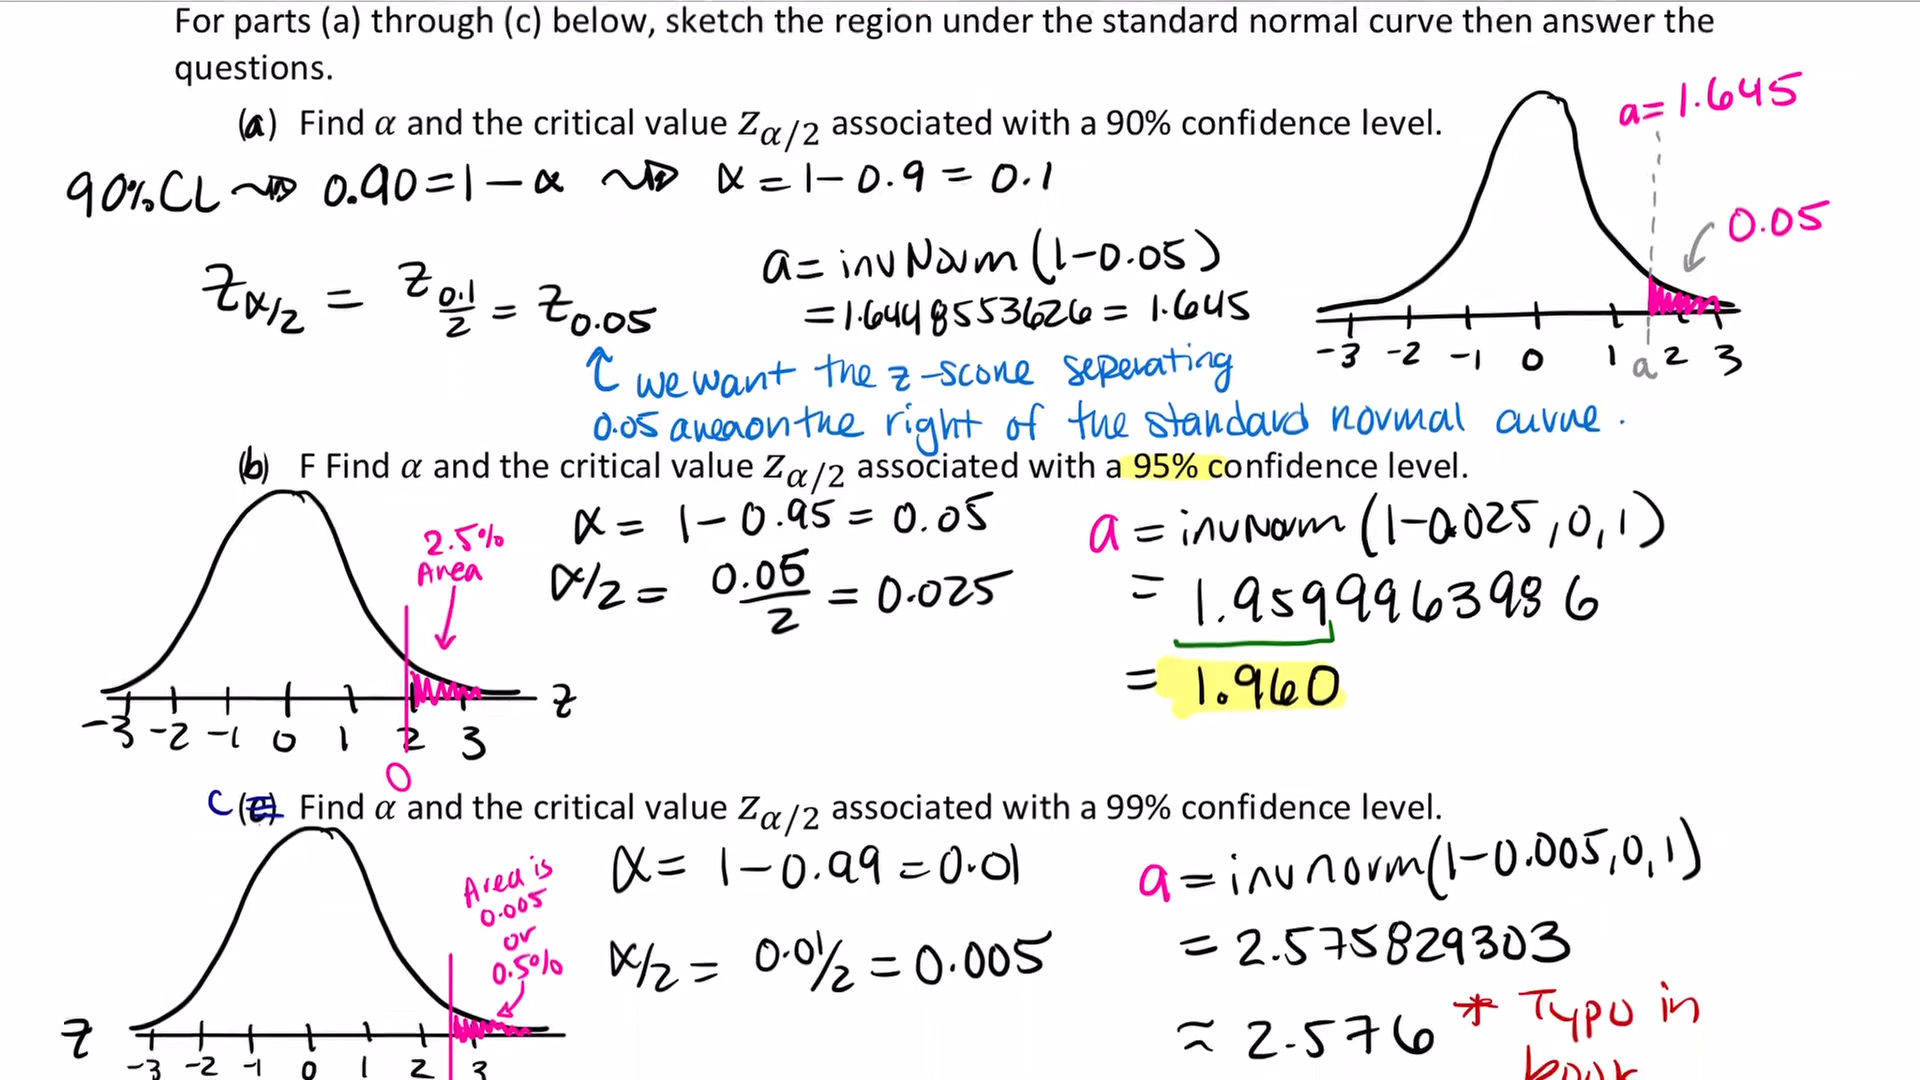 For parts (a) through (c) below, sketch the region under the standard normal curve then answer the
questions.
(a) Find α and the critical value Zα/2 associated with a 90% confidence level.
a = 1.645
90% CL ⇝ 0.90 = 1 − α ⇝ α = 1 − 0.9 = 0.1
0.05
a = invNorm(1−0.05)
Zα/2 = Z0.1/2 = Z0.05
= 1.6448553626 = 1.645
-3 -2 -1 0 1 a 2 3
↑ we want the z-score seperating
0.05 area on the right of the standard normal curve.
(b) F Find α and the critical value Zα/2 associated with a 95% confidence level.
2.5%
Area
α = 1 − 0.95 = 0.05
α/2 = 0.05/2 = 0.025
a = invNorm(1−0.025, 0, 1)
= 1.95999639986
= 1.960
z
-3 -2 -1 0 1 2 3
C (c) Find α and the critical value Zα/2 associated with a 99% confidence level.
Area is
0.005
or
0.5%
α = 1 − 0.99 = 0.01
α/2 = 0.01/2 = 0.005
a = invnorm(1−0.005, 0, 1)
= 2.575829303
≈ 2.576 * Typo in
z
-3 -2 -1 0 1 2 3